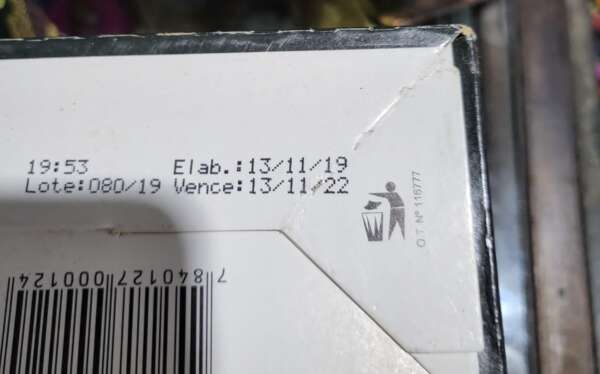 19:53 Elab.:13/11/19
Lote:080/19 Vence:13/11/22
O.T. Nº 116777
7 840127 000124